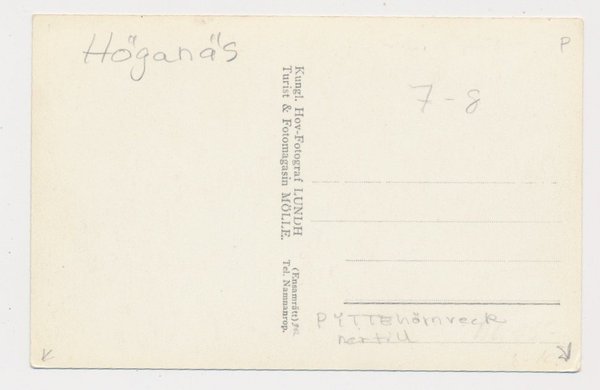 Höganäs
P
7-8
Kungl. Hov-Fotograf LUNDH
Turist & Fotomagasin MÖLLE.
(Ensamrätt)
Tel. Namnanrop.
PYTTEhörnveck
nertill